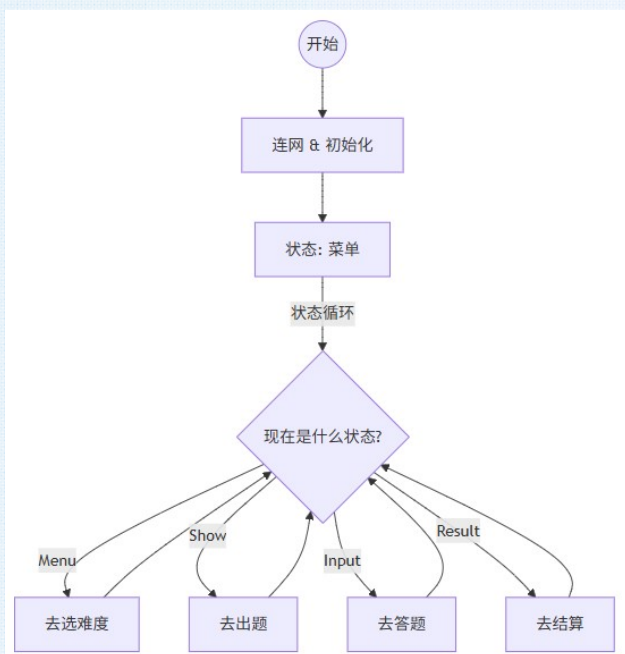 开始
连网 & 初始化
状态: 菜单
状态循环
现在是什么状态?
Menu
Show
Input
Result
去选难度
去出题
去答题
去结算